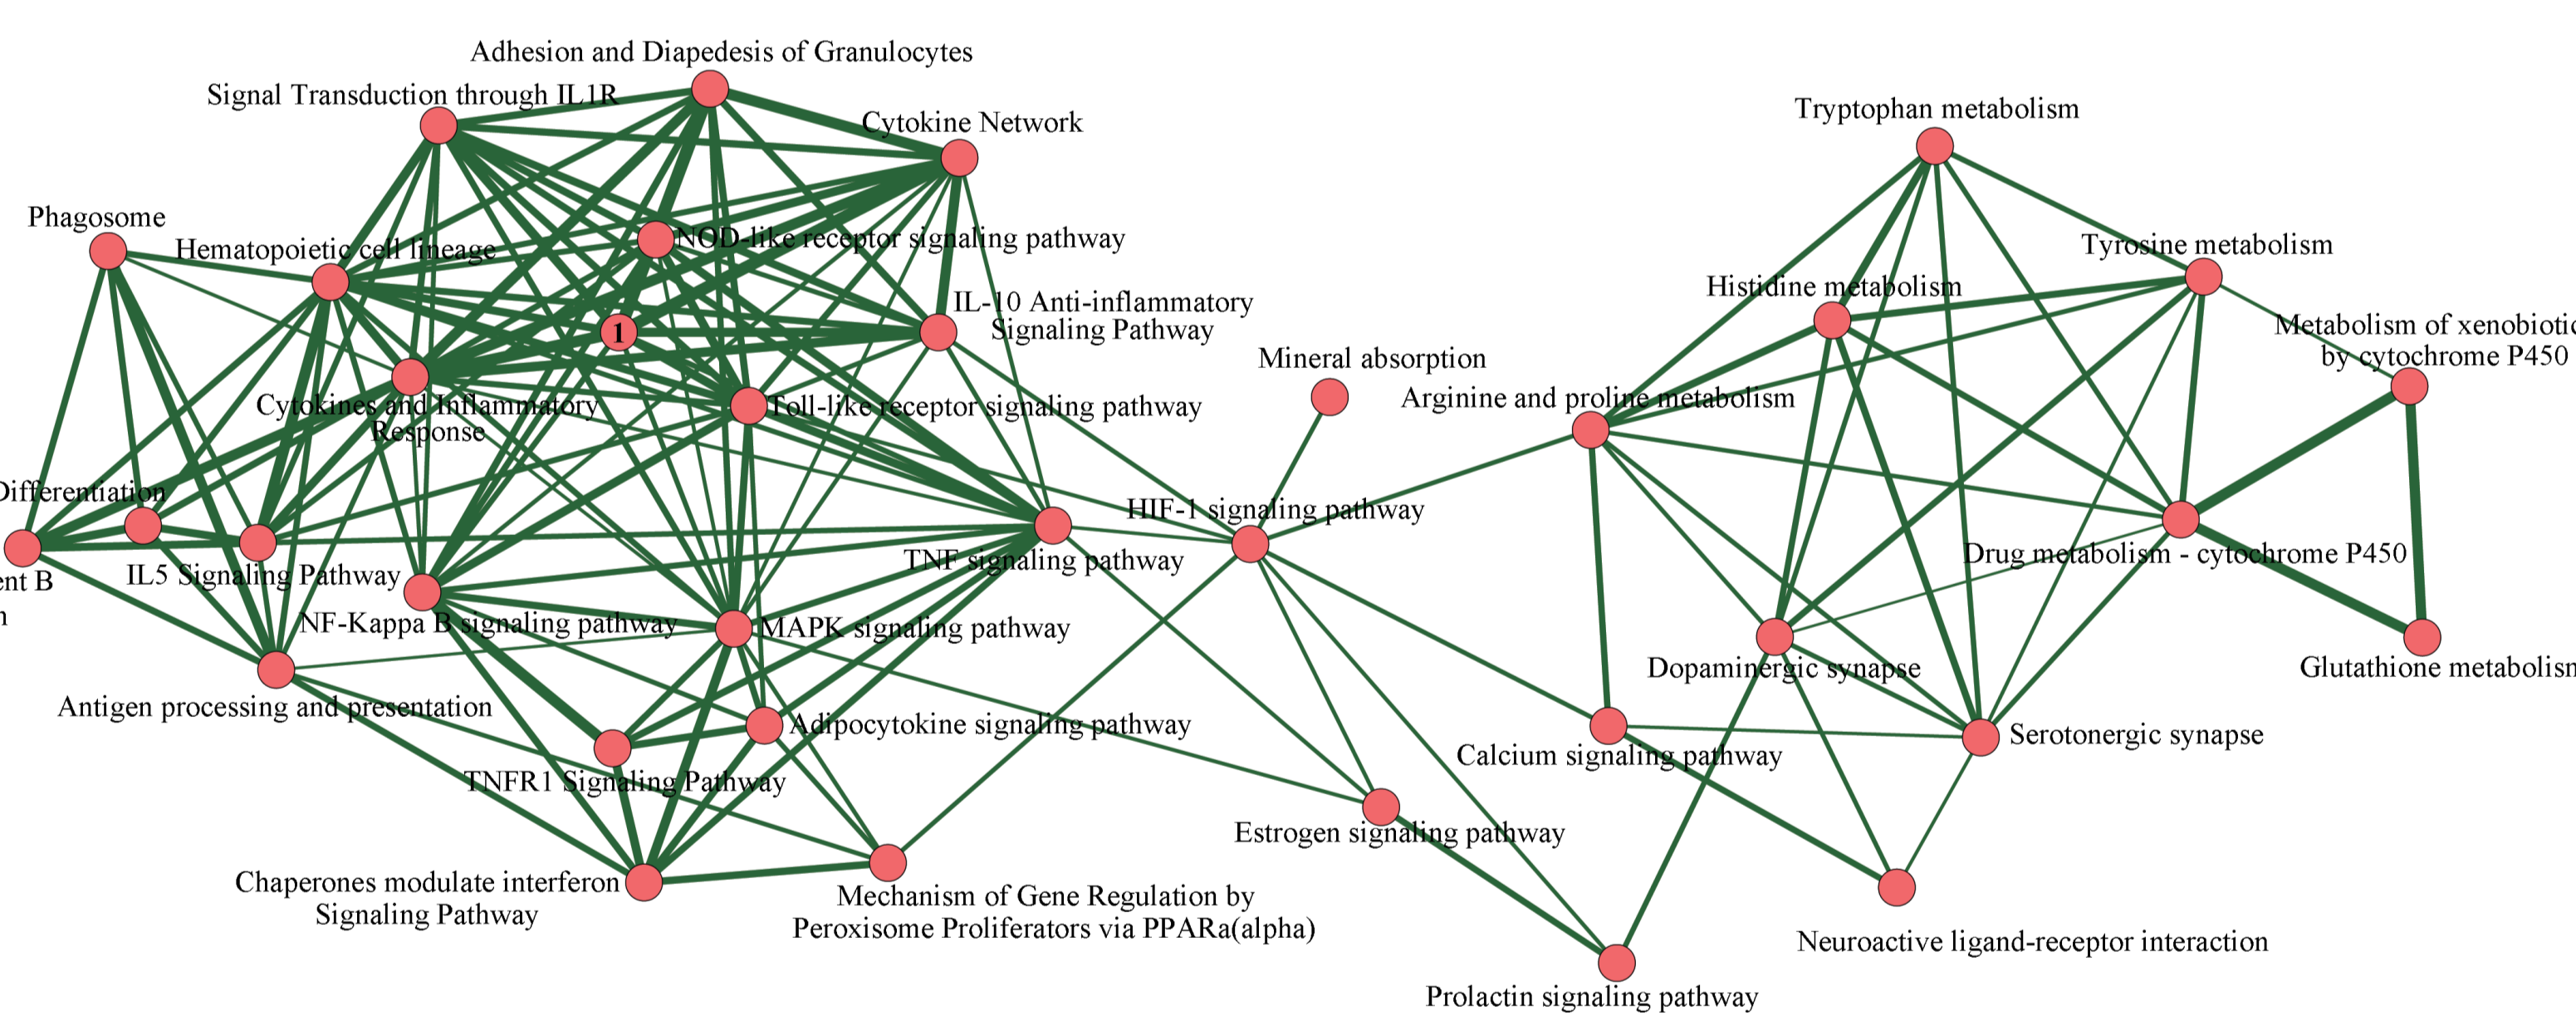 Adhesion and Diapedesis of Granulocytes
Signal Transduction through IL1R
Cytokine Network
Tryptophan metabolism
Phagosome
Hematopoietic cell lineage
NOD-like receptor signaling pathway
Tyrosine metabolism
Histidine metabolism
IL-10 Anti-inflammatory
Signaling Pathway
1
Metabolism of xenobiotic
by cytochrome P450
Mineral absorption
Arginine and proline metabolism
Cytokines and Inflammatory
Response
Toll-like receptor signaling pathway
Differentiation
HIF-1 signaling pathway
TNF signaling pathway
Drug metabolism - cytochrome P450
ent B
n
IL5 Signaling Pathway
NF-Kappa B signaling pathway
MAPK signaling pathway
Dopaminergic synapse
Glutathione metabolism
Antigen processing and presentation
Adipocytokine signaling pathway
Serotonergic synapse
Calcium signaling pathway
TNFR1 Signaling Pathway
Estrogen signaling pathway
Chaperones modulate interferon
Signaling Pathway
Mechanism of Gene Regulation by
Peroxisome Proliferators via PPARa(alpha)
Neuroactive ligand-receptor interaction
Prolactin signaling pathway